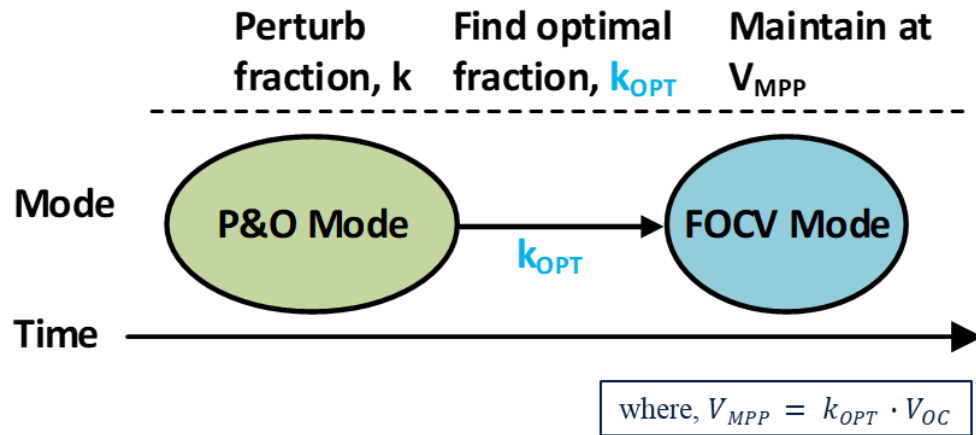 Perturb
fraction, k
Find optimal
fraction, kOPT
Maintain at
VMPP
Mode
P&O Mode
kOPT
FOCV Mode
Time
where, VMPP = kOPT · VOC